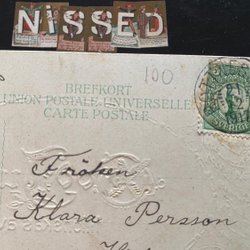 NiSSED
BREFKORT
100
UNION POSTALE UNIVERSELLE
CARTE POSTALE
Fröken
Klara Persson